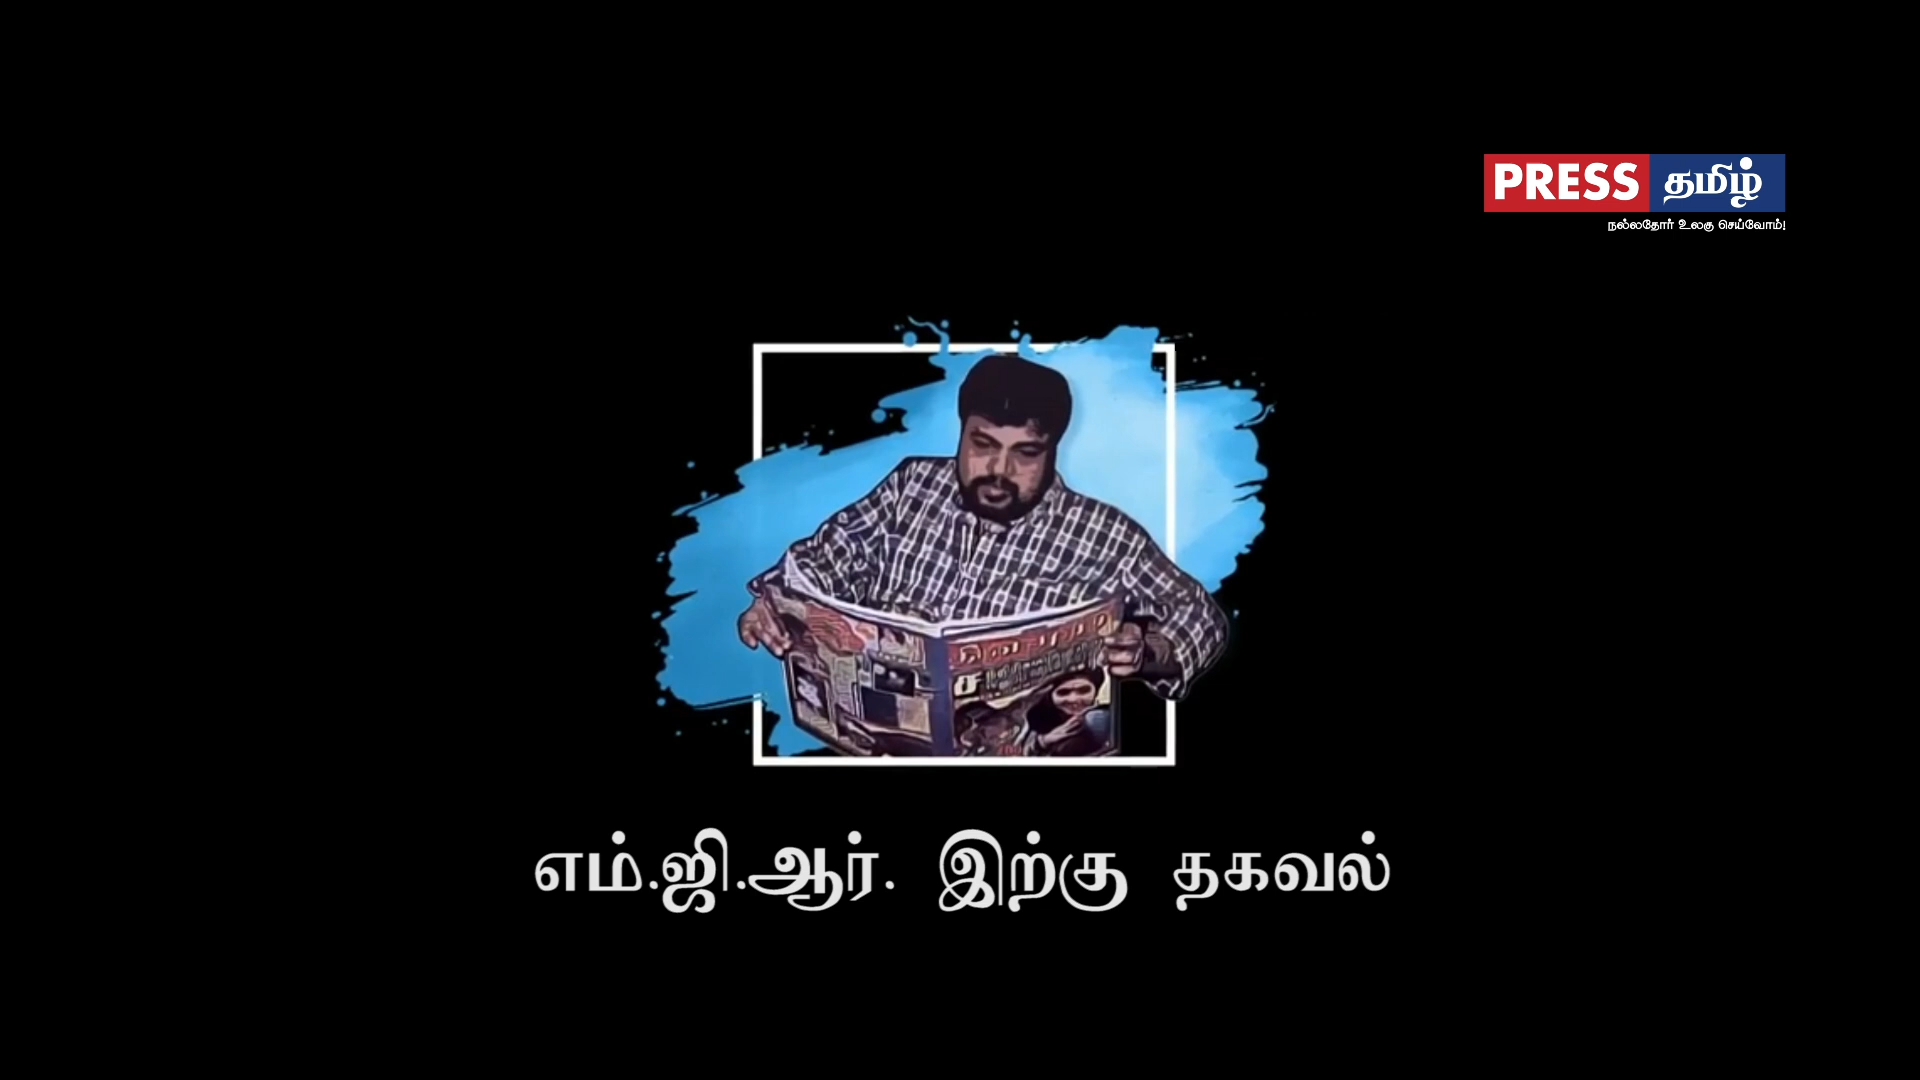 PRESS தமிழ்
நல்லதோர் உலகு செய்வோம்!
எம்.ஜி.ஆர். இற்கு தகவல்